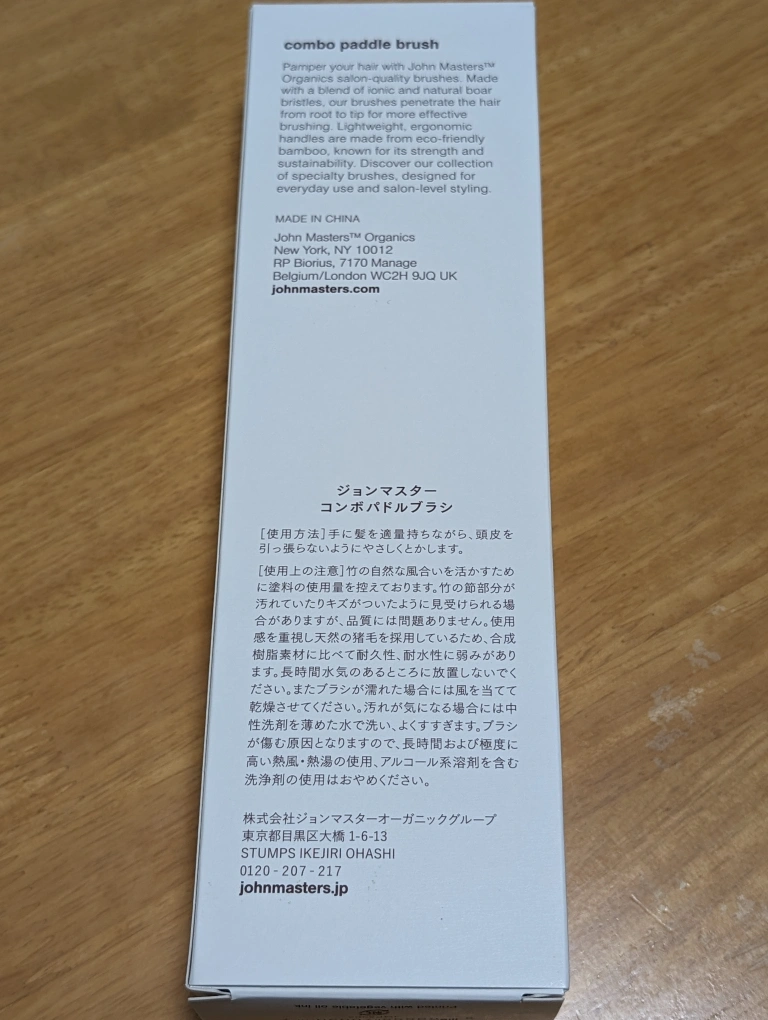 combo paddle brush
Pamper your hair with John Masters™
Organics salon-quality brushes. Made
with a blend of ionic and natural boar
bristles, our brushes penetrate the hair
from root to tip for more effective
brushing. Lightweight, ergonomic
handles are made from eco-friendly
bamboo, known for its strength and
sustainability. Discover our collection
of specialty brushes, designed for
everyday use and salon-level styling.
MADE IN CHINA
John Masters™ Organics
New York, NY 10012
RP Biorius, 7170 Manage
Belgium/London WC2H 9JQ UK
johnmasters.com
ジョンマスター
コンボパドルブラシ
[使用方法]手に髪を適量持ちながら、頭皮を
引っ張らないようにやさしくとかします。
[使用上の注意]竹の自然な風合いを活かすため
に塗料の使用量を控えております。竹の節部分が
汚れていたりキズがついたように見受けられる場
合がありますが、品質には問題ありません。使用
感を重視し天然の猪毛を採用しているため、合成
樹脂素材に比べて耐久性、耐水性に弱みがあり
ます。長時間水気のあるところに放置しないでく
ださい。またブラシが濡れた場合には風を当てて
乾燥させてください。汚れが気になる場合には中
性洗剤を薄めた水で洗い、よくすすぎます。ブラシ
が傷む原因となりますので、長時間および極度に
高い熱風・熱湯の使用、アルコール系溶剤を含む
洗浄剤の使用はおやめください。
株式会社ジョンマスターオーガニックグループ
東京都目黒区大橋 1-6-13
STUMPS IKEJIRI OHASHI
0120 - 207 - 217
johnmasters.jp
printed with vegetable oil ink